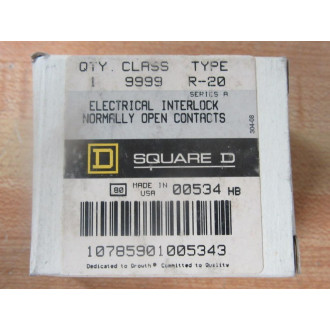 QTY. CLASS TYPE
1 9999 R-20
SERIES A
ELECTRICAL INTERLOCK
NORMALLY OPEN CONTACTS
304-08
D SQUARE D
80 MADE IN USA 00534 HB
10785901005343
Dedicated to Growth • Committed to Quality